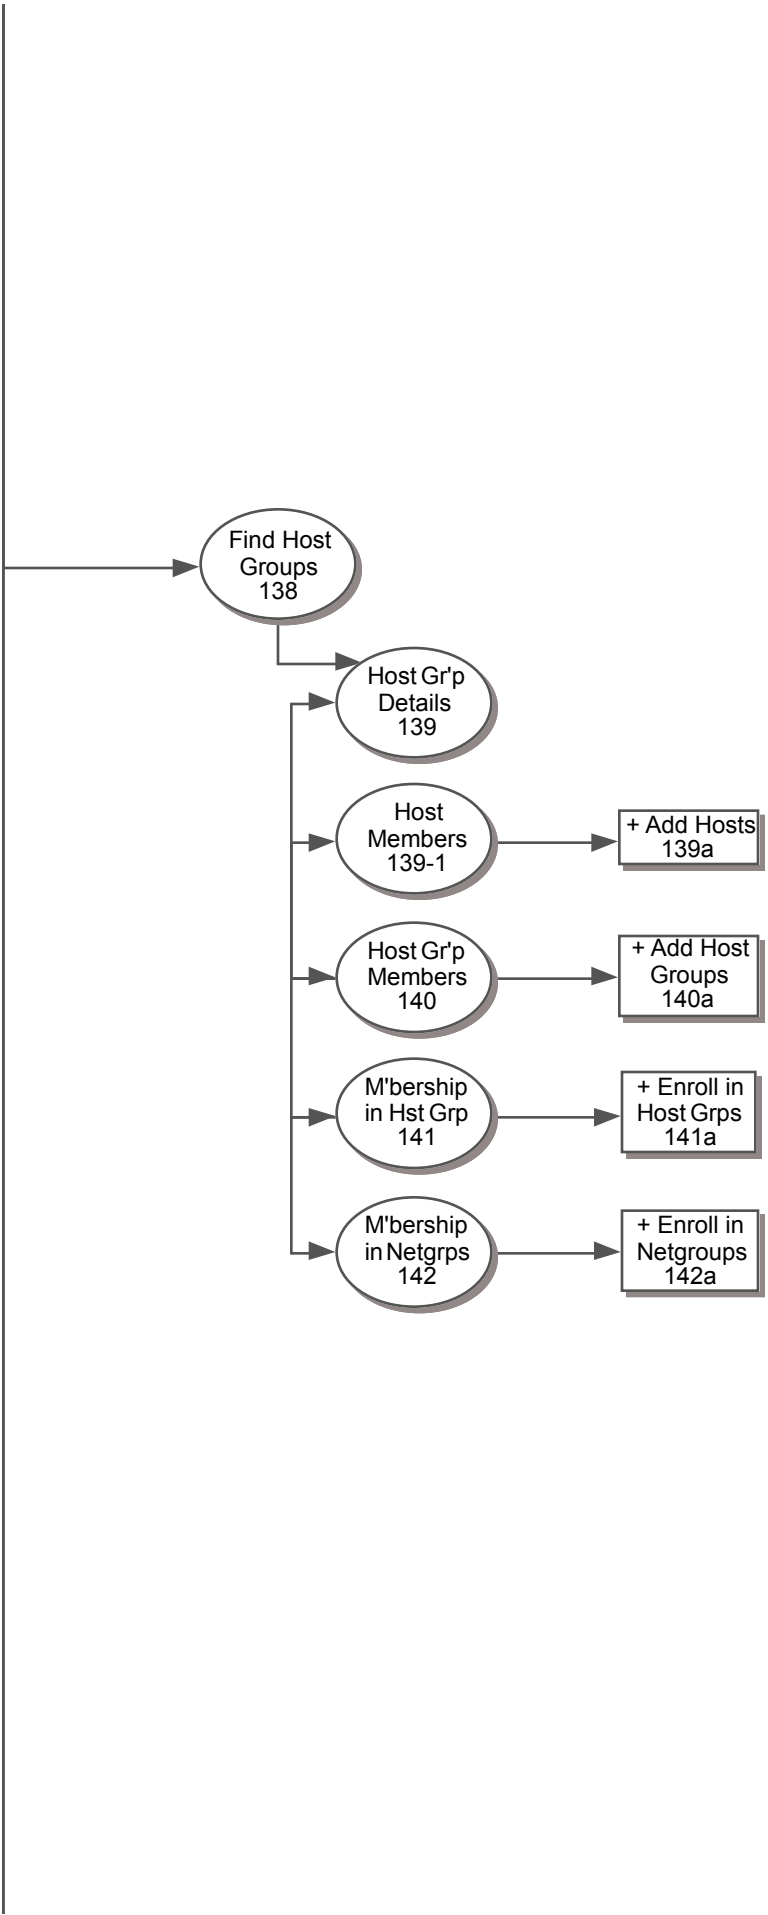 Find Host
Groups
138
Host Gr'p
Details
139
Host
Members
139-1
+ Add Hosts
139a
Host Gr'p
Members
140
+ Add Host
Groups
140a
M'bership
in Hst Grp
141
+ Enroll in
Host Grps
141a
M'bership
in Netgrps
142
+ Enroll in
Netgroups
142a